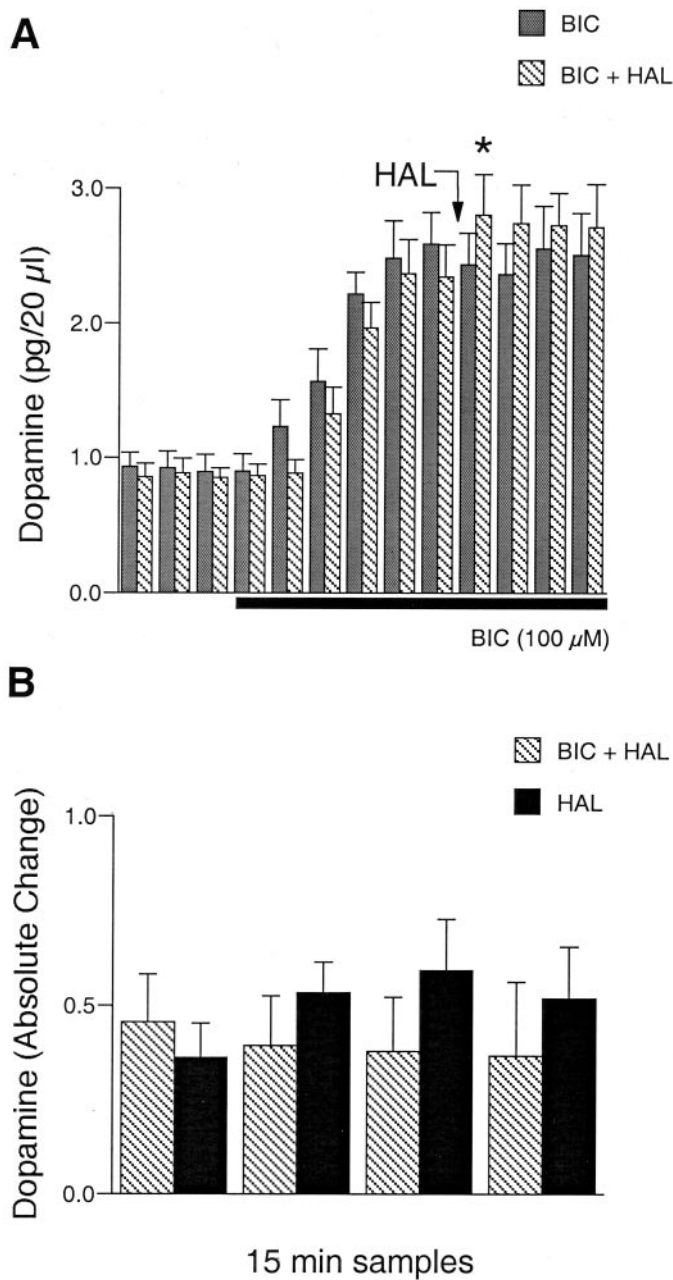 A
BIC
BIC + HAL
HAL
*
3.0
2.0
1.0
0.0
Dopamine (pg/20 µl)
BIC (100 µM)
B
BIC + HAL
HAL
1.0
0.5
0.0
Dopamine (Absolute Change)
15 min samples